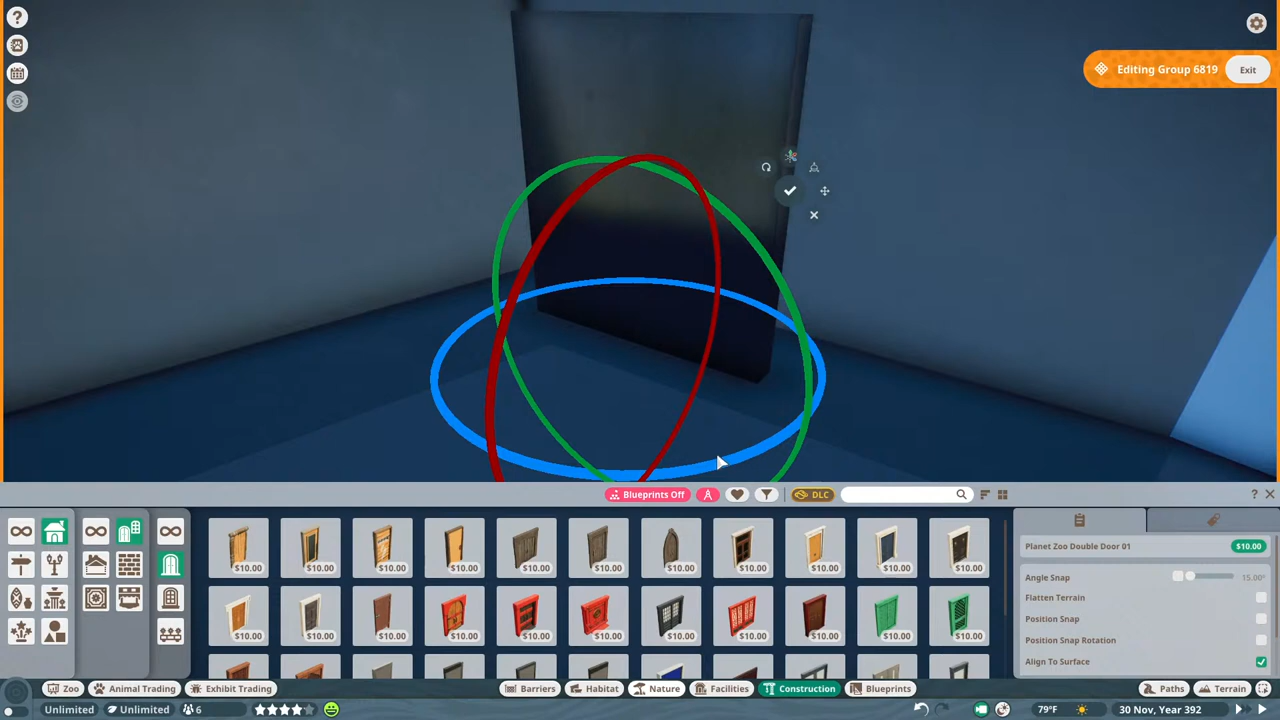 ?
Editing Group 6819 Exit
Blueprints Off
DLC
?
$10.00 $10.00 $10.00 $10.00 $10.00 $10.00 $10.00 $10.00 $10.00 $10.00 $10.00
$10.00 $10.00 $10.00 $10.00 $10.00 $10.00 $10.00 $10.00 $10.00 $10.00 $10.00
Planet Zoo Double Door 01 $10.00
Angle Snap 15.00°
Flatten Terrain
Position Snap
Position Snap Rotation
Align To Surface
Zoo Animal Trading Exhibit Trading Barriers Habitat Nature Facilities Construction Blueprints Paths Terrain
Unlimited Unlimited 6 79°F 30 Nov, Year 392